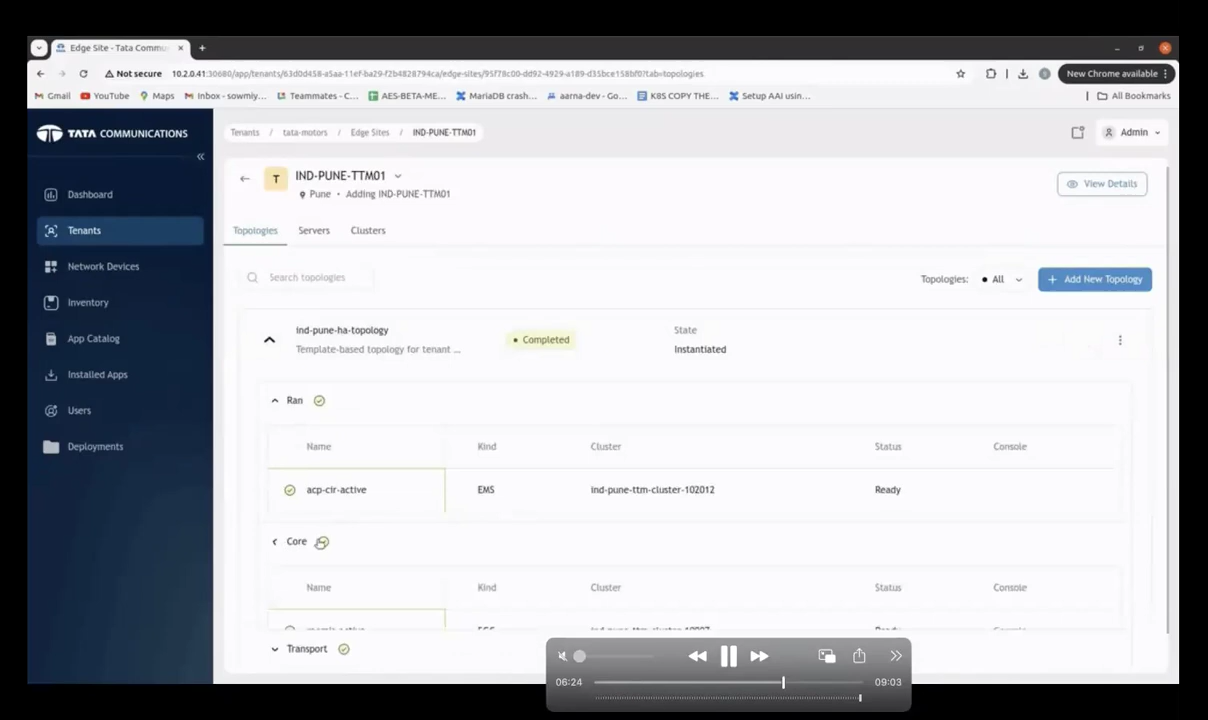 Edge Site - Tata Commu
Not secure 10.2.0.41:30680/app/tenants/63d0d458-a5aa-11ef-ba29-f2b4828794ca/edge-sites/95f78c00-dd92-4929-a189-d35bce158bf0?tab=topologies
New Chrome available
Gmail YouTube Maps Inbox - sowmiy... Teammates - C... AES-BETA-ME... MariaDB crash... aarna-dev - Go... K8S COPY THE... Setup AAI usin... All Bookmarks
TATA COMMUNICATIONS
Tenants / tata-motors / Edge Sites / IND-PUNE-TTM01
Admin
Dashboard
Tenants
Network Devices
Inventory
App Catalog
Installed Apps
Users
Deployments
T
IND-PUNE-TTM01
Pune • Adding IND-PUNE-TTM01
View Details
Topologies Servers Clusters
Search topologies
Topologies: • All
+ Add New Topology
ind-pune-ha-topology
Template-based topology for tenant ...
Completed
State
Instantiated
Ran
Name Kind Cluster Status Console
acp-cir-active EMS ind-pune-ttm-cluster-102012 Ready
Core
Name Kind Cluster Status Console
Transport
06:24 09:03